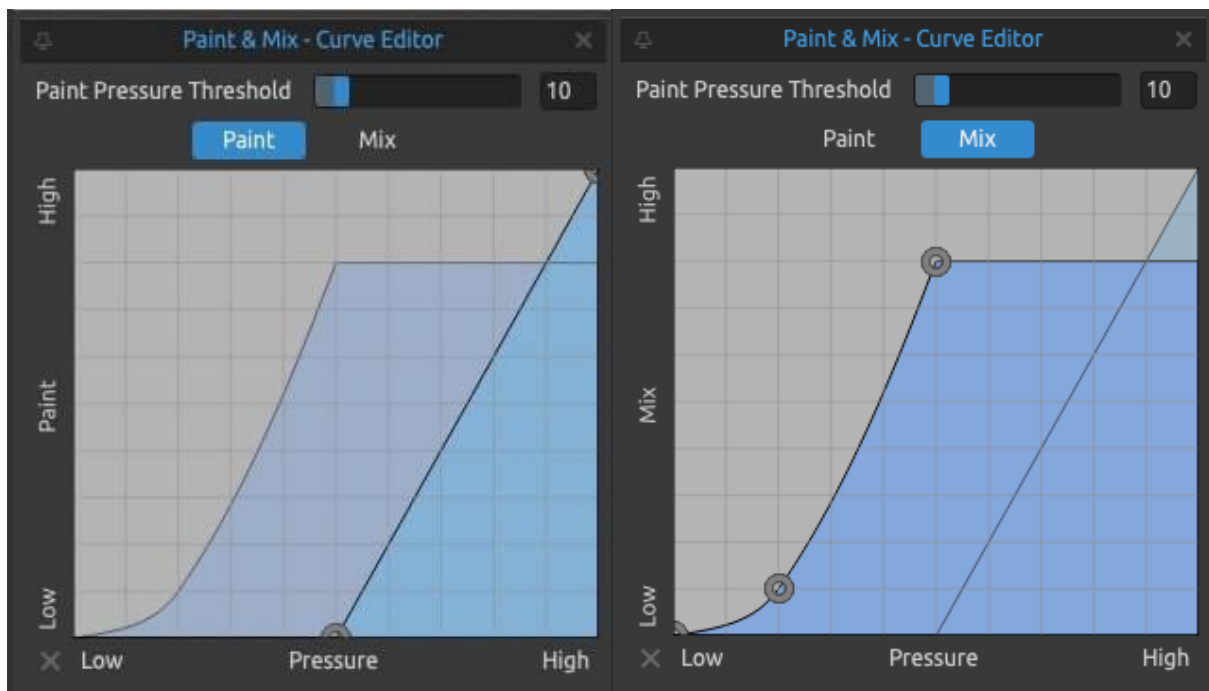 Paint & Mix - Curve Editor
Paint Pressure Threshold 10
Paint Mix
High
Paint
Low
Low Pressure High
Paint & Mix - Curve Editor
Paint Pressure Threshold 10
Paint Mix
High
Mix
Low
Low Pressure High